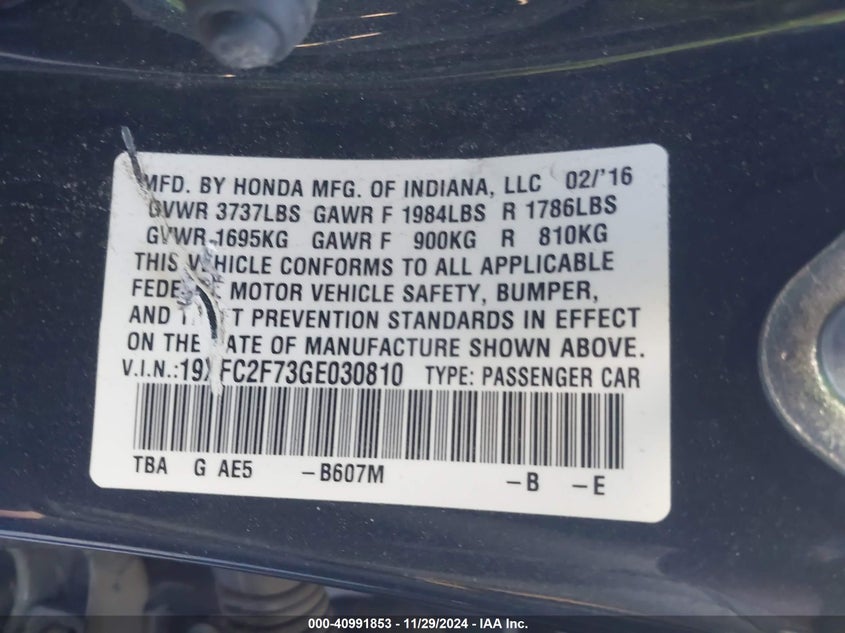 MFD. BY HONDA MFG. OF INDIANA, LLC 02/'16
GVWR 3737LBS GAWR F 1984LBS R 1786LBS
GVWR 1695KG GAWR F 900KG R 810KG
THIS VEHICLE CONFORMS TO ALL APPLICABLE
MOTOR VEHICLE SAFETY, BUMPER,
AND PREVENTION STANDARDS IN EFFECT
ON THE DATE OF MANUFACTURE SHOWN ABOVE.
V.I.N.:19XFC2F73GE030810 TYPE: PASSENGER CAR
TBA G AE5 -B607M -B -E
000-40991853 - 11/29/2024 - IAA Inc.